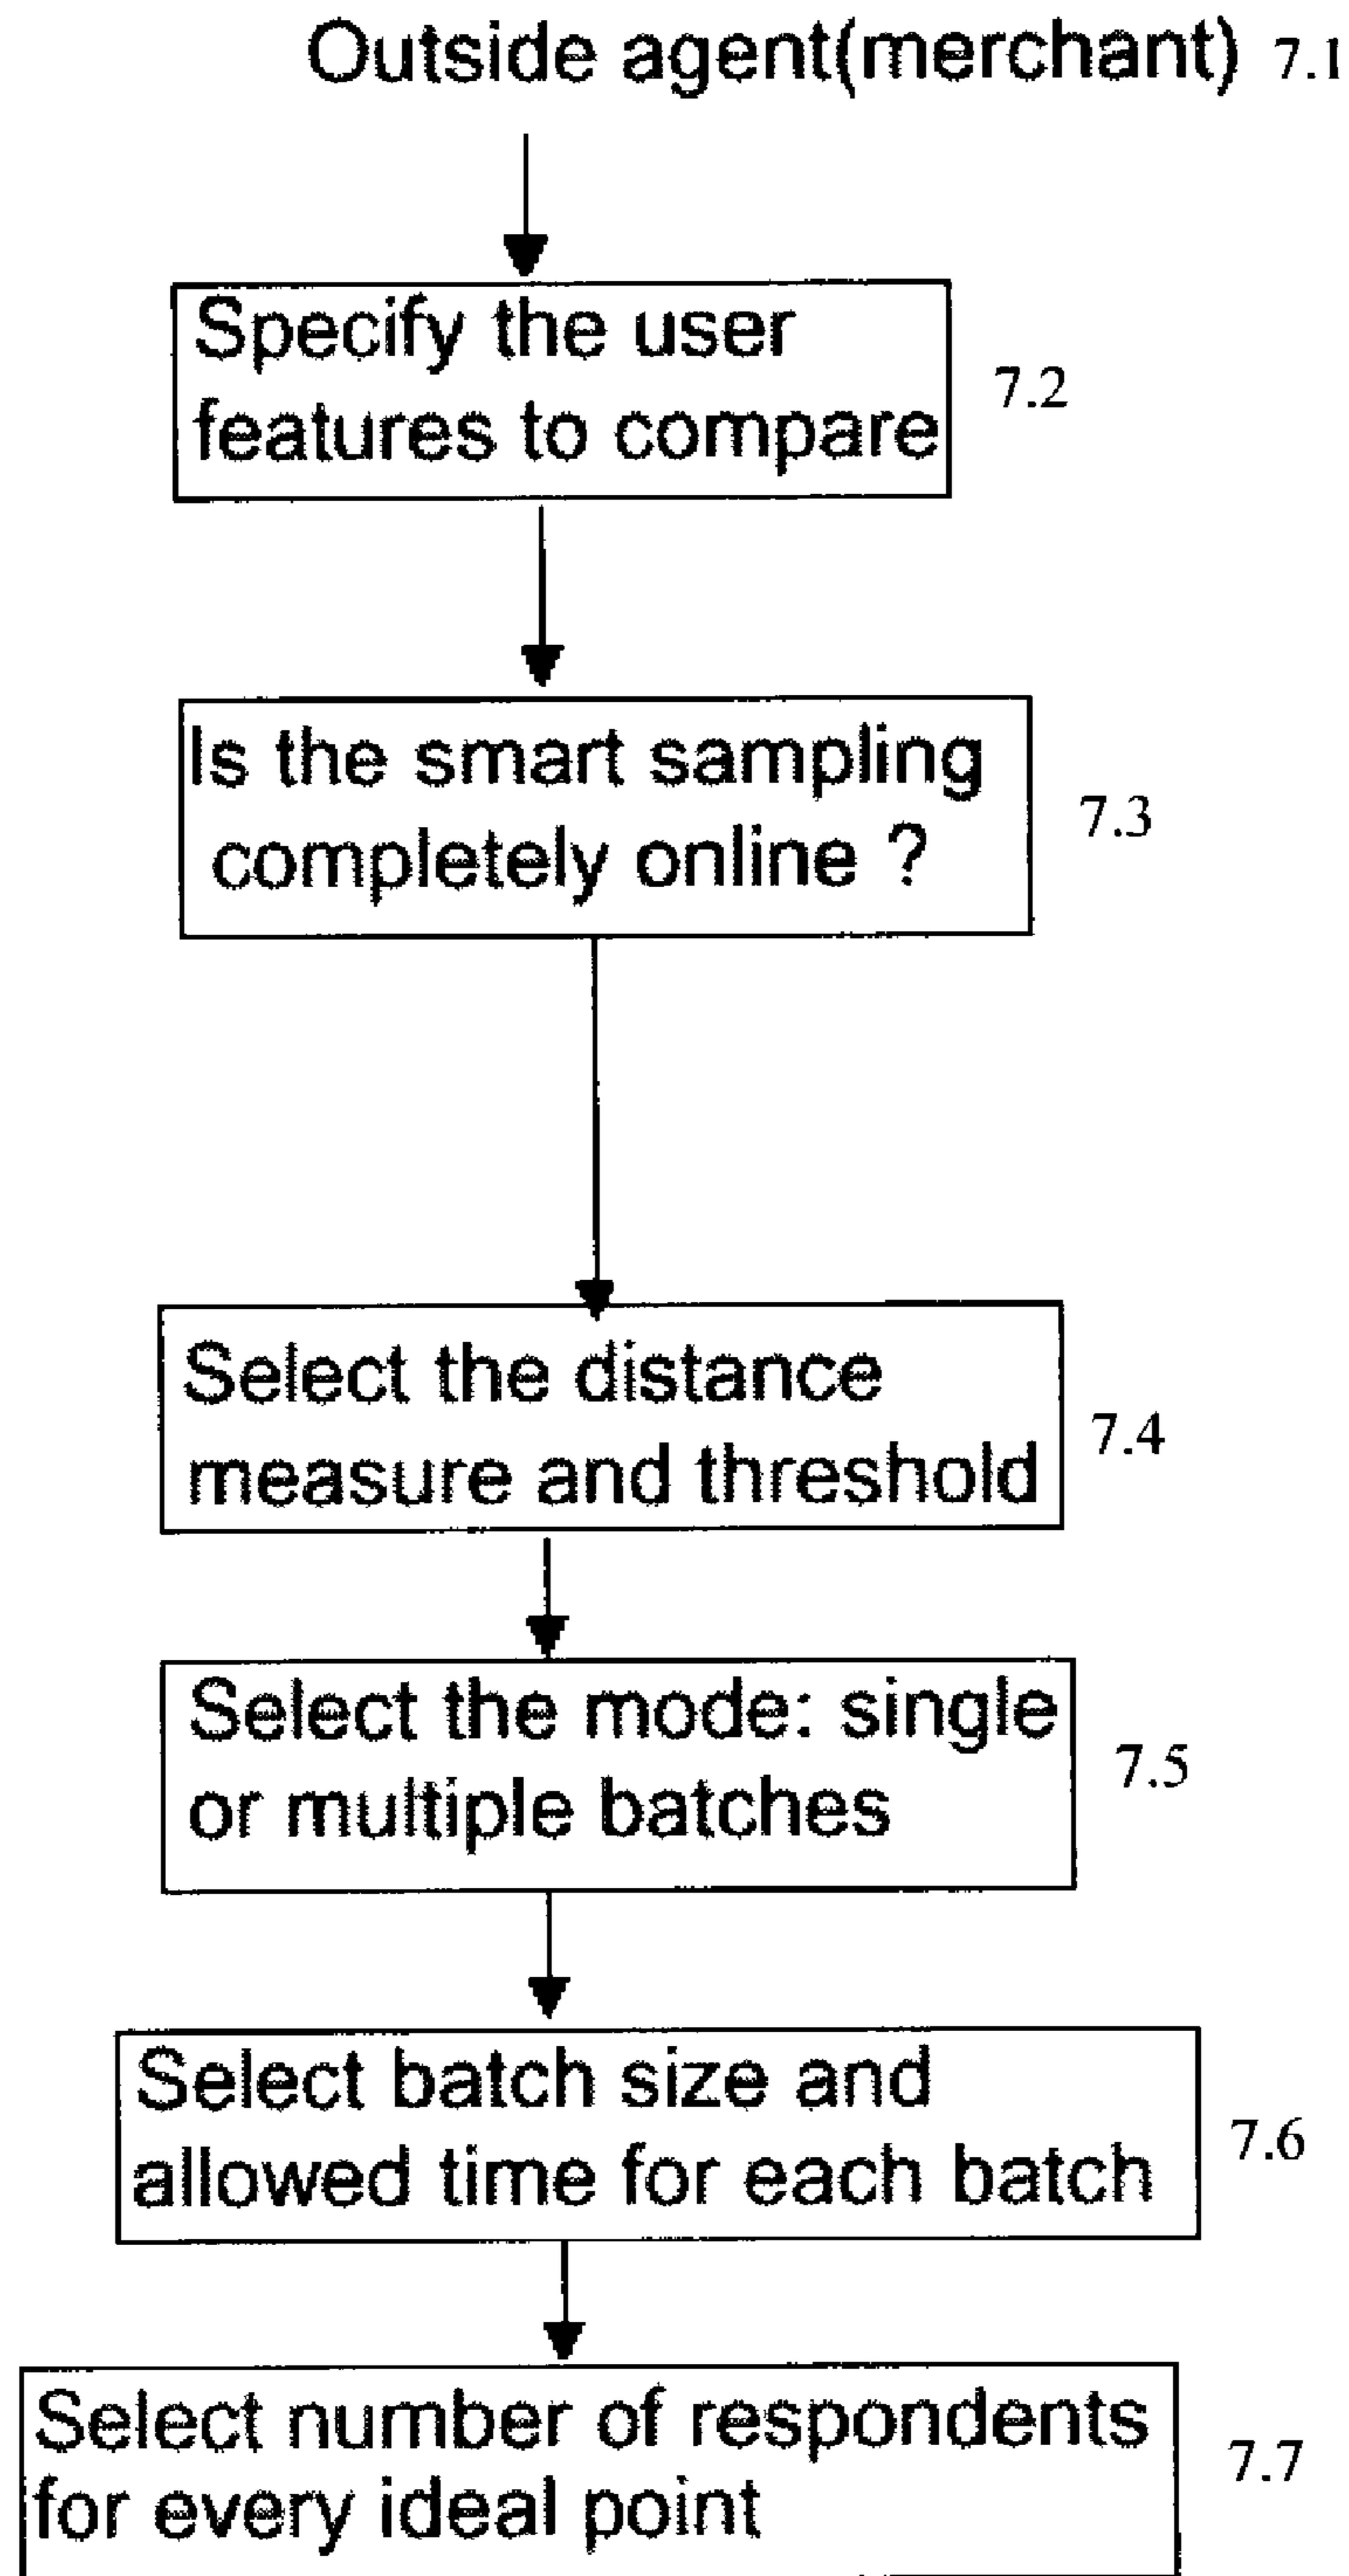 Outside agent(merchant) 7.1
Specify the user
features to compare
7.2
Is the smart sampling
completely online ?
7.3
Select the distance
measure and threshold
7.4
Select the mode: single
or multiple batches
7.5
Select batch size and
allowed time for each batch
7.6
Select number of respondents
for every ideal point
7.7